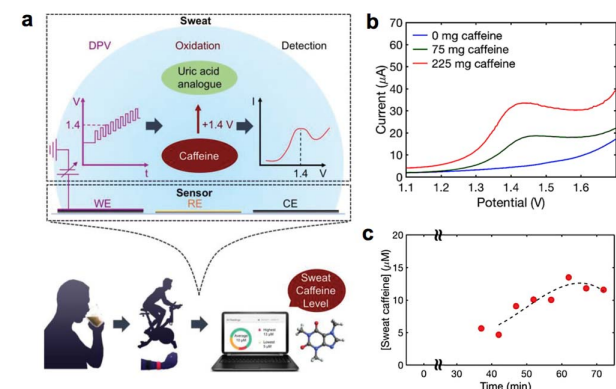 a
Sweat
DPV
Oxidation
Detection
Uric acid
analogue
V
1.4
t
+1.4 V
Caffeine
I
1.4
V
Sensor
WE
RE
CE
Sweat
Caffeine
Level
Average
b
70
60
50
40
30
20
10
0
Current (μA)
0 mg caffeine
75 mg caffeine
225 mg caffeine
1.1
1.2
1.3
1.4
1.5
1.6
Potential (V)
c
20
15
10
5
0
[Sweat caffeine] (μM)
0
30
40
50
60
70
Time (min)